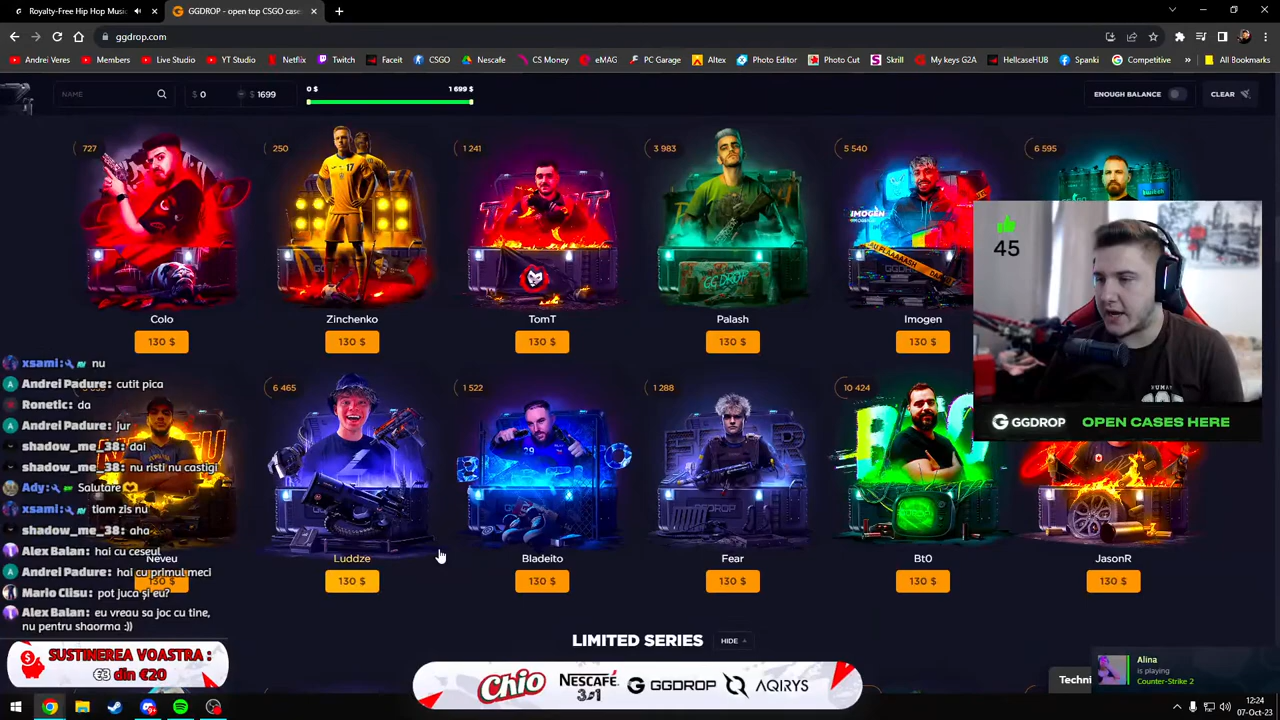 Royalty-Free Hip Hop Music
GGDROP - open top CSGO case
ggdrop.com
Andrei Veres
Members
Live Studio
YT Studio
Netflix
Twitch
Faceit
CSGO
Nescafe
CS Money
eMAG
PC Garage
Altex
Photo Editor
Photo Cut
Skrill
My keys G2A
HellcaseHUB
Spanki
Competitive
All Bookmarks
NAME
$ 0
$ 1699
0 $
1 699 $
ENOUGH BALANCE
CLEAR
727
250
1 241
3 983
5 540
6 595
Colo
Zinchenko
TomT
Palash
Imogen
130 $
130 $
130 $
130 $
130 $
45
GGDROP OPEN CASES HERE
6 465
1 522
1 288
10 424
Neveu
Luddze
Bladeito
Fear
Bt0
JasonR
130 $
130 $
130 $
130 $
130 $
130 $
xsami: nu
Andrei Padure: cutit pica
Ronetic: da
Andrei Padure: jur
shadow_me_38: dai
shadow_me_38: nu risti nu castigi
Ady: Salutare
xsami: tiam zis nu
shadow_me_38: aha
Alex Balan: hai cu ceseul
Andrei Padure: hai cu primul meci
Mario Clisu: pot juca și eu?
Alex Balan: eu vreau sa joc cu tine,
nu pentru shaorma :))
LIMITED SERIES
HIDE
SUSTINEREA VOASTRA :
€3 din €20
Chio
NESCAFÉ
3in1
GGDROP
AQIRYS
Techni
Alina
is playing
Counter-Strike 2
12:24
07-Oct-23